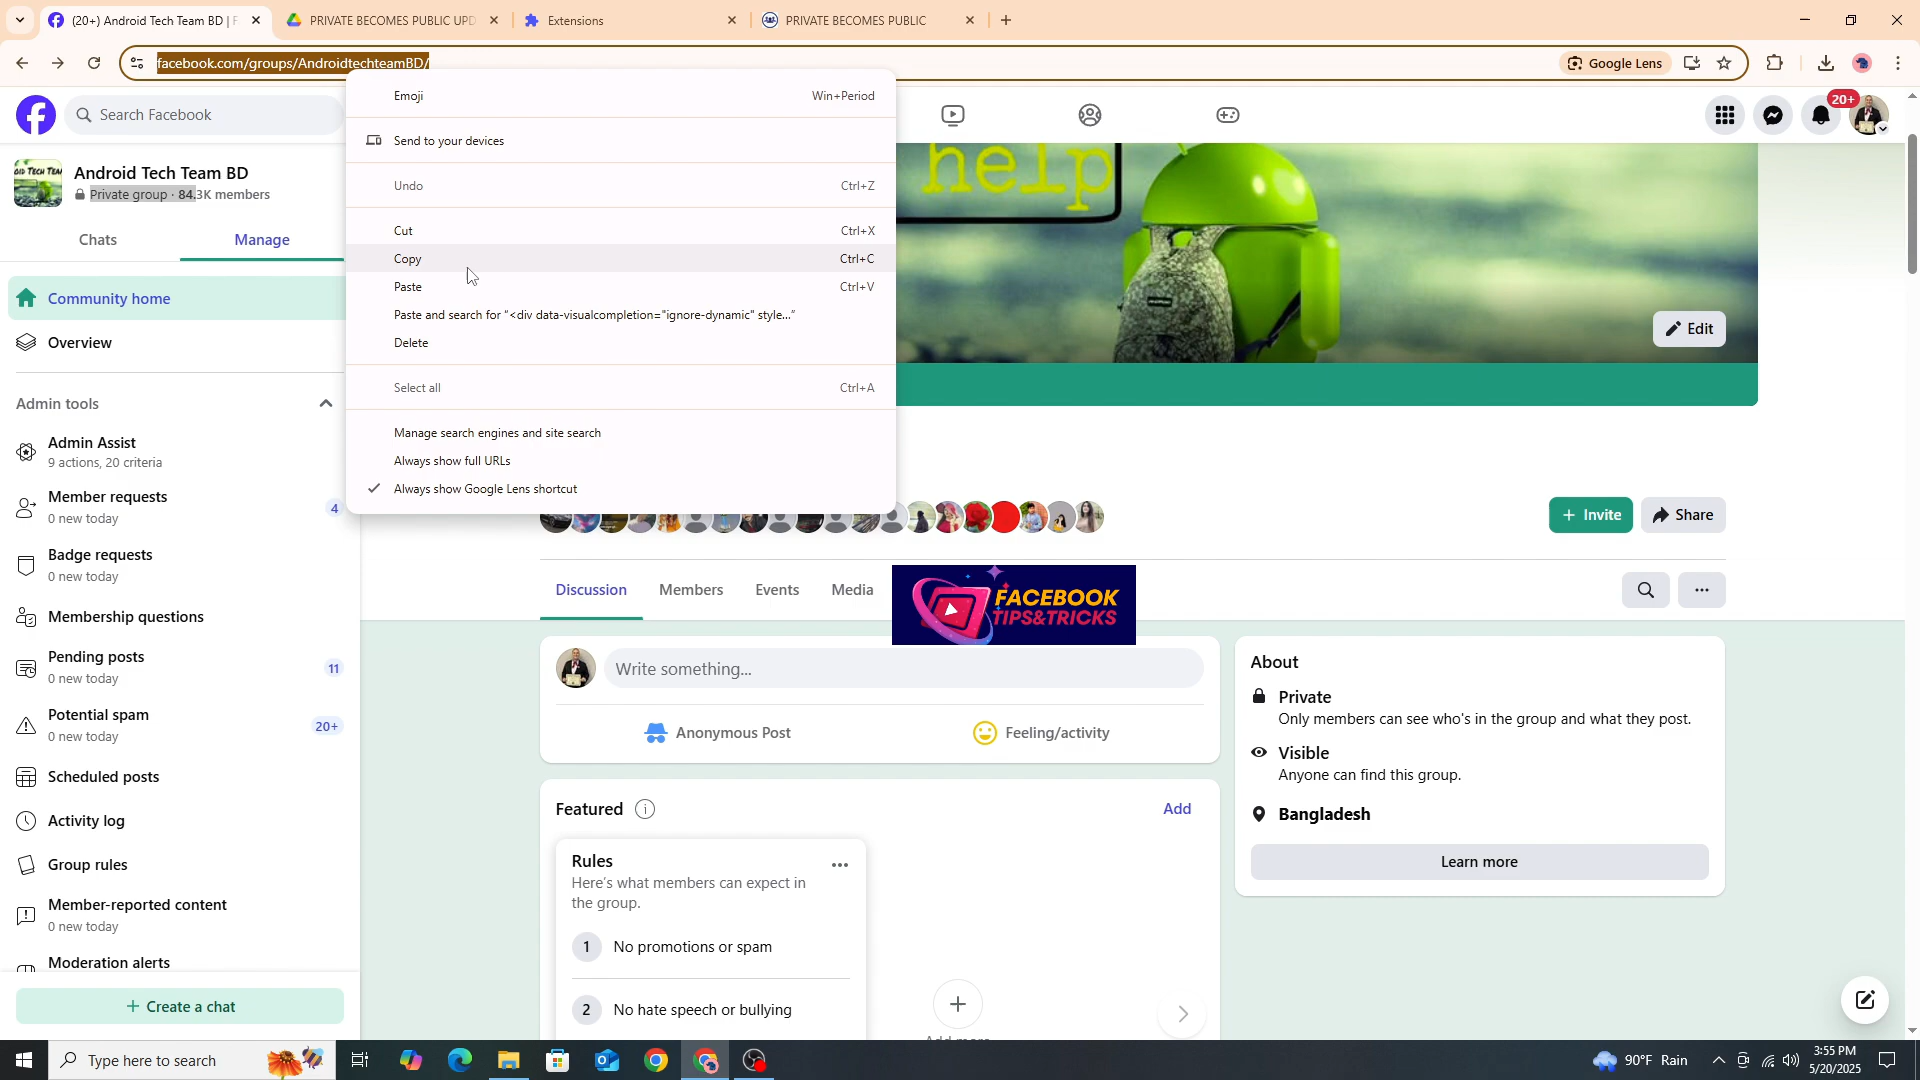 (20+) Android Tech Team BD | F
PRIVATE BECOMES PUBLIC UPD
Extensions
PRIVATE BECOMES PUBLIC
facebook.com/groups/AndroidtechteamBD/
Google Lens
Search Facebook
20+
Android Tech Team BD
Private group · 84.3K members
Chats
Manage
Community home
Overview
Admin tools
Admin Assist
9 actions, 20 criteria
Member requests
0 new today
4
Badge requests
0 new today
Membership questions
Pending posts
0 new today
11
Potential spam
0 new today
20+
Scheduled posts
Activity log
Group rules
Member-reported content
0 new today
Moderation alerts
+ Create a chat
Emoji Win+Period
Send to your devices
Undo Ctrl+Z
Cut Ctrl+X
Copy Ctrl+C
Paste Ctrl+V
Paste and search for “<div data-visualcompletion="ignore-dynamic" style...”
Delete
Select all Ctrl+A
Manage search engines and site search
Always show full URLs
Always show Google Lens shortcut
help
Edit
+ Invite
Share
Discussion
Members
Events
Media
FACEBOOK
TIPS&TRICKS
Write something...
Anonymous Post
Feeling/activity
Featured
Add
Rules
Here's what members can expect in
the group.
1 No promotions or spam
2 No hate speech or bullying
Add more
About
Private
Only members can see who's in the group and what they post.
Visible
Anyone can find this group.
Bangladesh
Learn more
Type here to search
90°F Rain
3:55 PM
5/20/2025